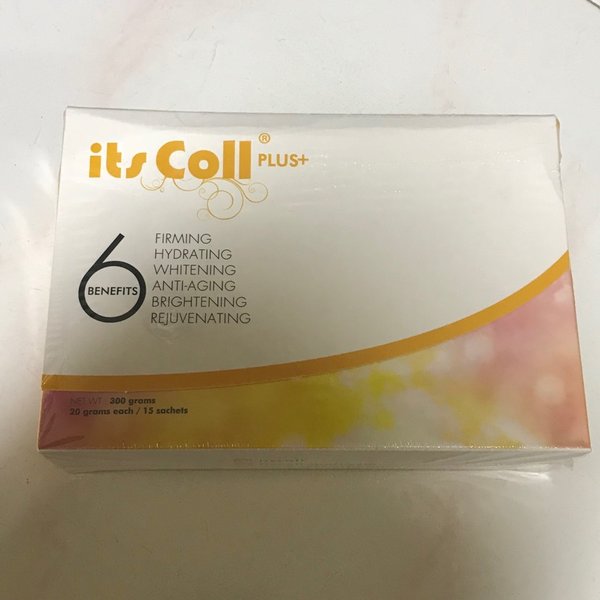 its Coll® PLUS+
6 BENEFITS
FIRMING
HYDRATING
WHITENING
ANTI-AGING
BRIGHTENING
REJUVENATING
NET WT : 300 grams
20 grams each / 15 sachets